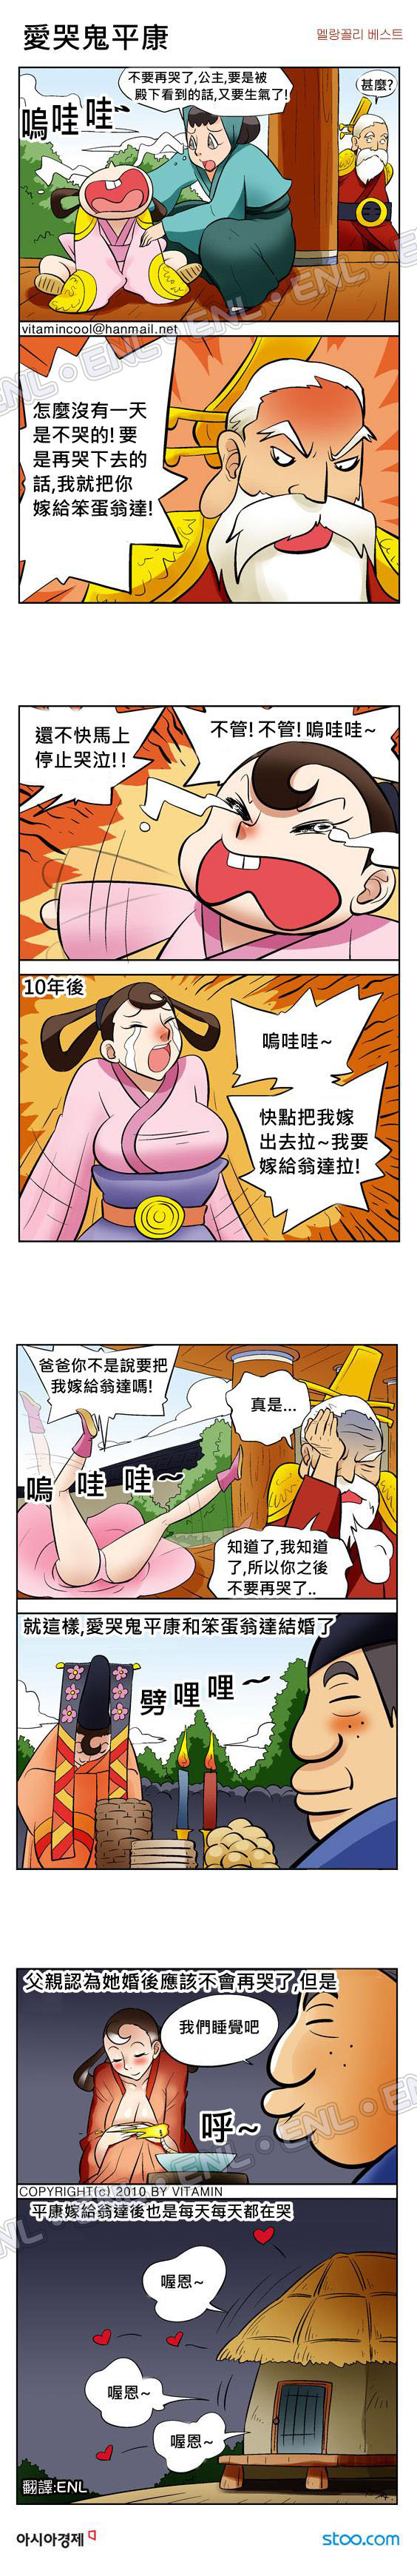 愛哭鬼平康
멜랑꼴리 베스트
不要再哭了,公主,要是被
殿下看到的話,又要生氣了!
甚麼?
嗚哇哇~
vitamincool@hanmail.net
怎麼沒有一天
是不哭的! 要
是再哭下去的
話,我就把你
嫁給笨蛋翁達!
還不快馬上
停止哭泣!!
不管! 不管! 嗚哇哇~
10年後
嗚哇哇~
快點把我嫁
出去拉~我要
嫁給翁達拉!
爸爸你不是說要把
我嫁給翁達嗎!
真是...
嗚 哇 哇~
知道了,我知道
了,所以你之後
不要再哭了..
就這樣,愛哭鬼平康和笨蛋翁達結婚了
劈哩哩~
父親認為她婚後應該不會再哭了,但是
我們睡覺吧
呼~
COPYRIGHT(c) 2010 BY VITAMIN
平康嫁給翁達後也是每天每天都在哭
喔恩~
喔恩~
喔恩~
翻譯:ENL
아시아경제
stoo.com
ENL • ENL • ENL • ENL • ENL
ENL • ENL • ENL • ENL • ENL